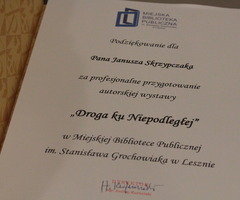 MIEJSKA
BIBLIOTEKA
PUBLICZNA
Podziękowanie dla
Pana Janusza Skrzypczaka
za profesjonalne przygotowanie
autorskiej wystawy
„Droga ku Niepodległej”
w Miejskiej Bibliotece Publicznej
im. Stanisława Grochowiaka w Lesznie